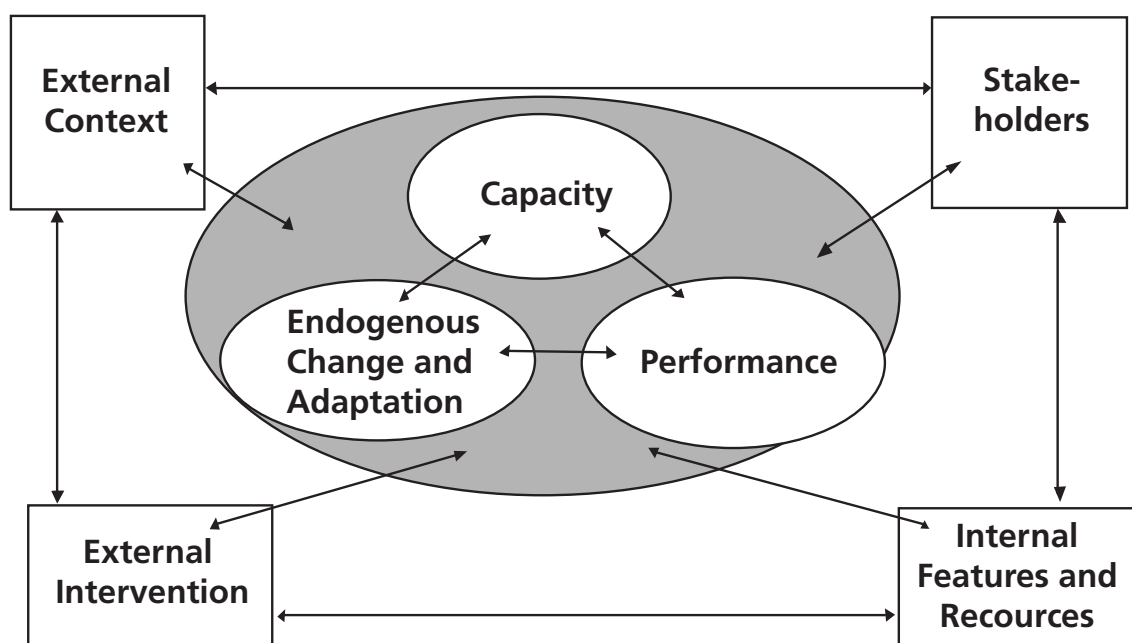 External
Context
Stake-
holders
Capacity
Endogenous
Change and
Adaptation
Performance
External
Intervention
Internal
Features and
Recources